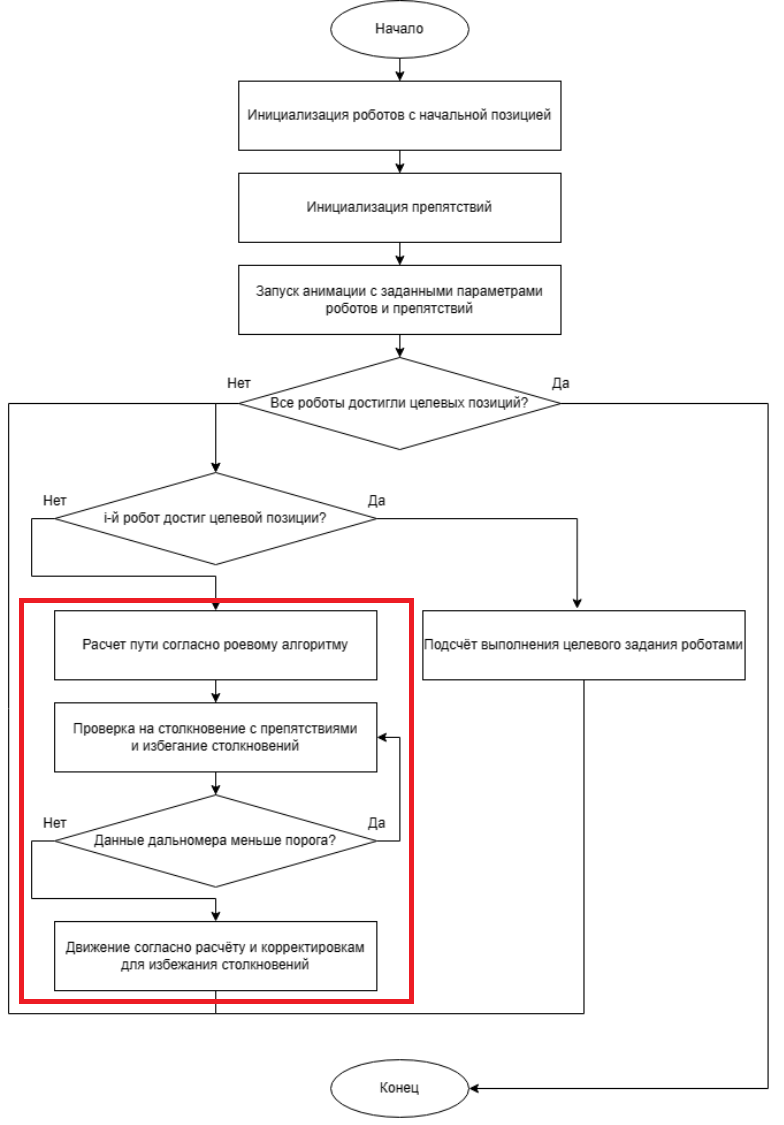 Начало
Инициализация роботов с начальной позицией
Инициализация препятствий
Запуск анимации с заданными параметрами
роботов и препятствий
Нет
Да
Все роботы достигли целевых позиций?
Нет
Да
i-й робот достиг целевой позиции?
Расчет пути согласно роевому алгоритму
Подсчёт выполнения целевого задания роботами
Проверка на столкновение с препятствиями
и избегание столкновений
Нет
Да
Данные дальномера меньше порога?
Движение согласно расчёту и корректировкам
для избежания столкновений
Конец